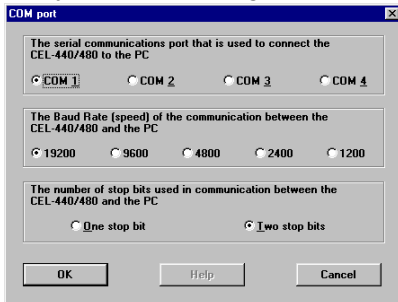 COM port
The serial communications port that is used to connect the
CEL-440/480 to the PC
COM 1 COM 2 COM 3 COM 4
The Baud Rate (speed) of the communication between the
CEL-440/480 and the PC
19200 9600 4800 2400 1200
The number of stop bits used in communication between the
CEL-440/480 and the PC
One stop bit Two stop bits
OK Help Cancel